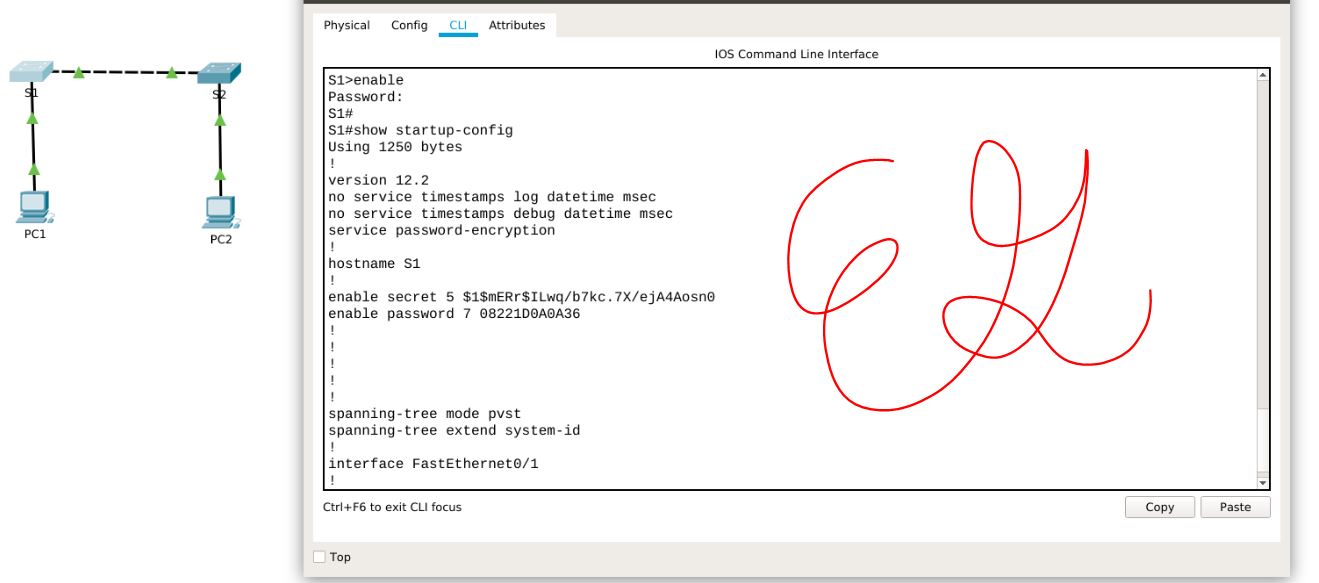 Physical Config CLI Attributes
IOS Command Line Interface
S1>enable
Password:
S1#
S1#show startup-config
Using 1250 bytes
!
version 12.2
no service timestamps log datetime msec
no service timestamps debug datetime msec
service password-encryption
!
hostname S1
!
enable secret 5 $1$mERr$ILwq/b7kc.7X/ejA4Aosn0
enable password 7 08221D0A0A36
!
!
!
!
!
spanning-tree mode pvst
spanning-tree extend system-id
!
interface FastEthernet0/1
!
Ctrl+F6 to exit CLI focus
Copy Paste
Top
S1 S2
PC1 PC2